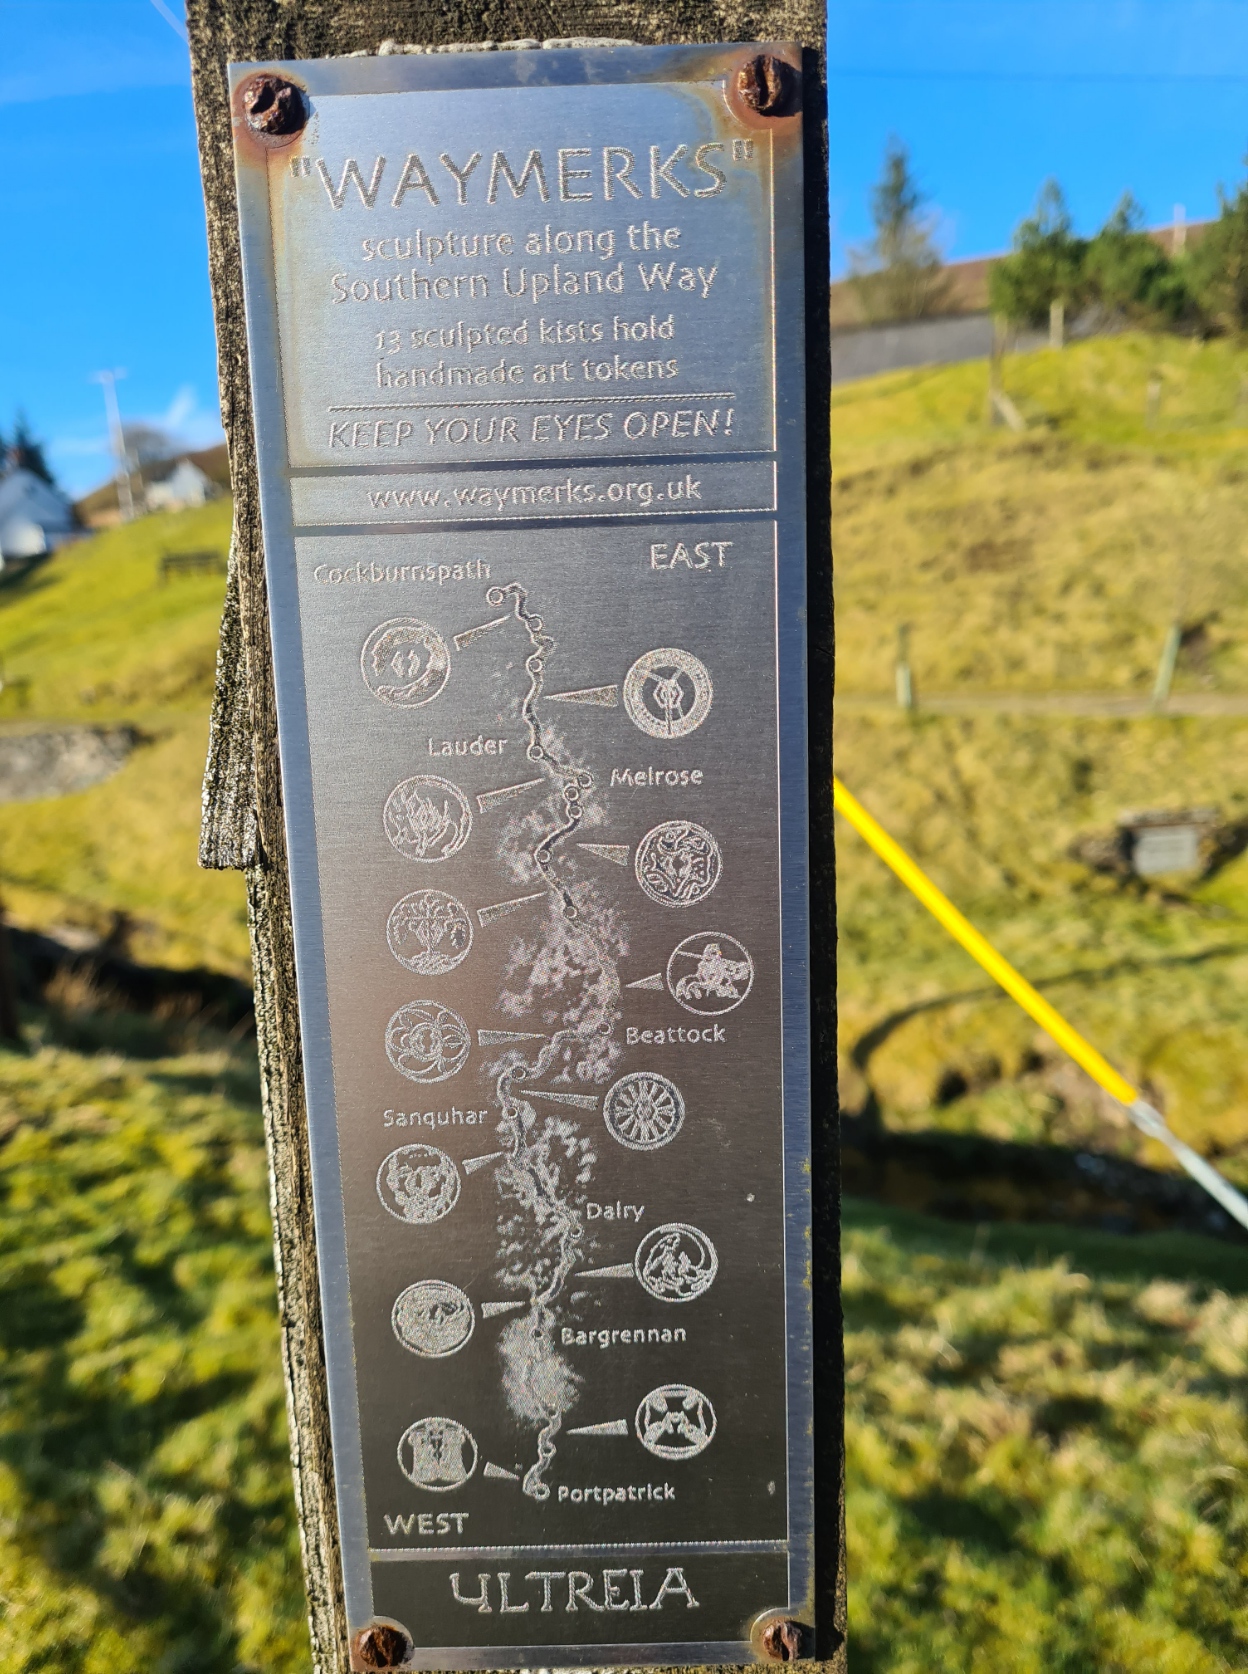 "WAYMERKS"
sculpture along the
Southern Upland Way
13 sculpted kists hold
handmade art tokens
KEEP YOUR EYES OPEN!
www.waymerks.org.uk
EAST
Cockburnspath
Lauder
Melrose
Beattock
Sanquhar
Dalry
Bargrennan
Portpatrick
WEST
ULTREIA